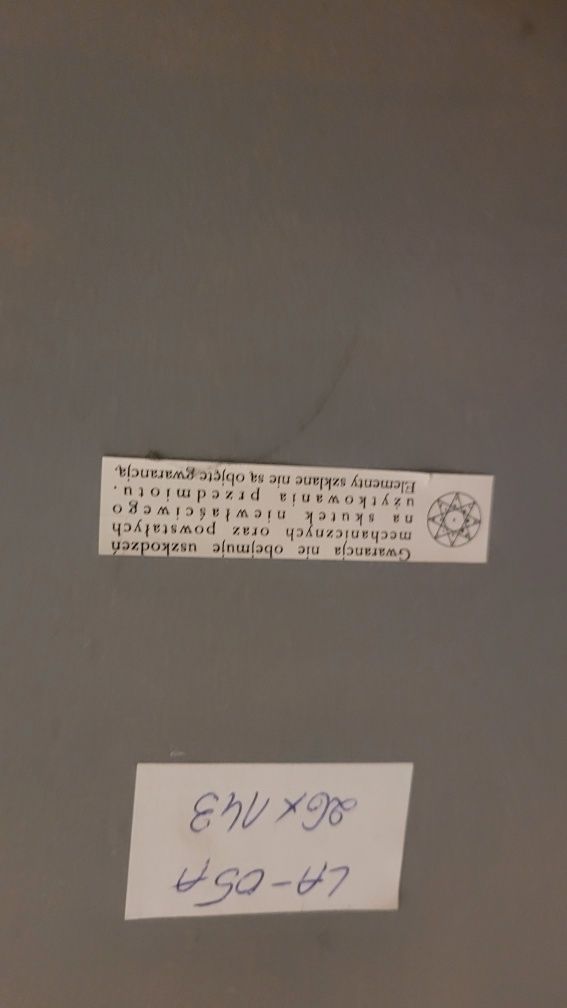 LA-05A
26x143
Gwarancja nie obejmuje uszkodzeń
mechanicznych oraz powstałych
na skutek niewłaściwego
użytkowania przedmiotu.
Elementy szklane nie są objęte gwarancją.